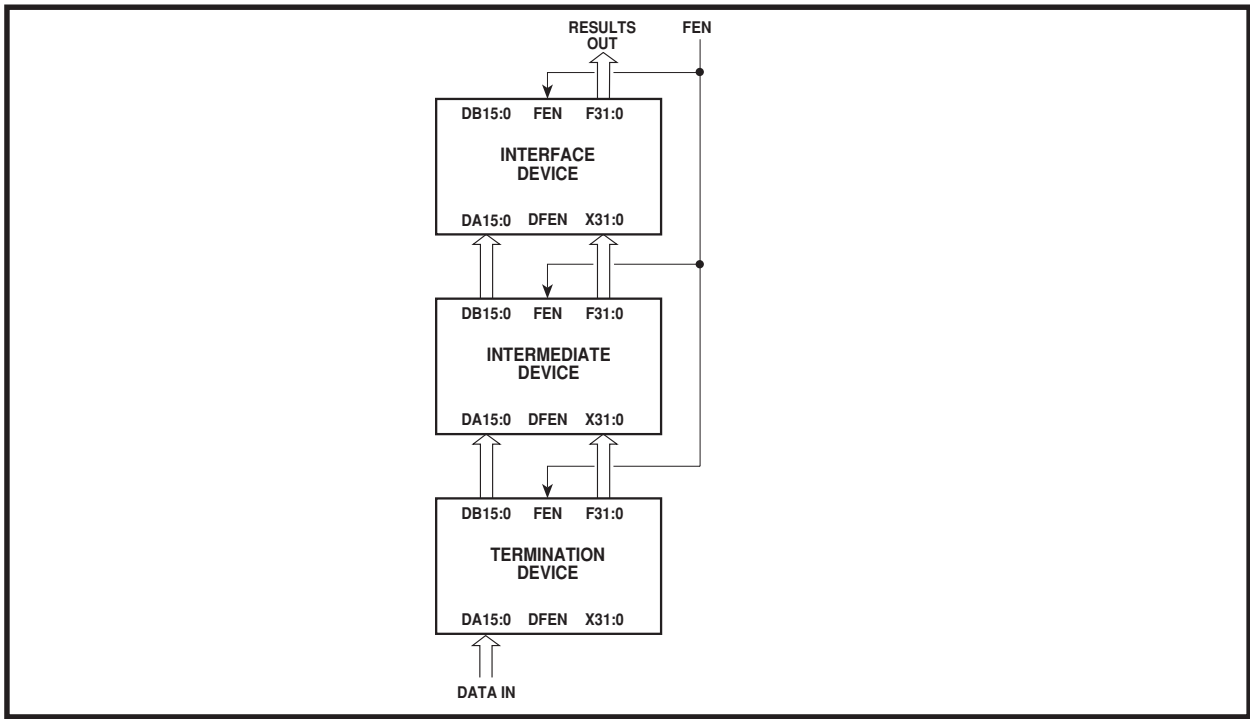 RESULTS
OUT
FEN
DB15:0 FEN F31:0
INTERFACE
DEVICE
DA15:0 DFEN X31:0
DB15:0 FEN F31:0
INTERMEDIATE
DEVICE
DA15:0 DFEN X31:0
DB15:0 FEN F31:0
TERMINATION
DEVICE
DA15:0 DFEN X31:0
DATA IN